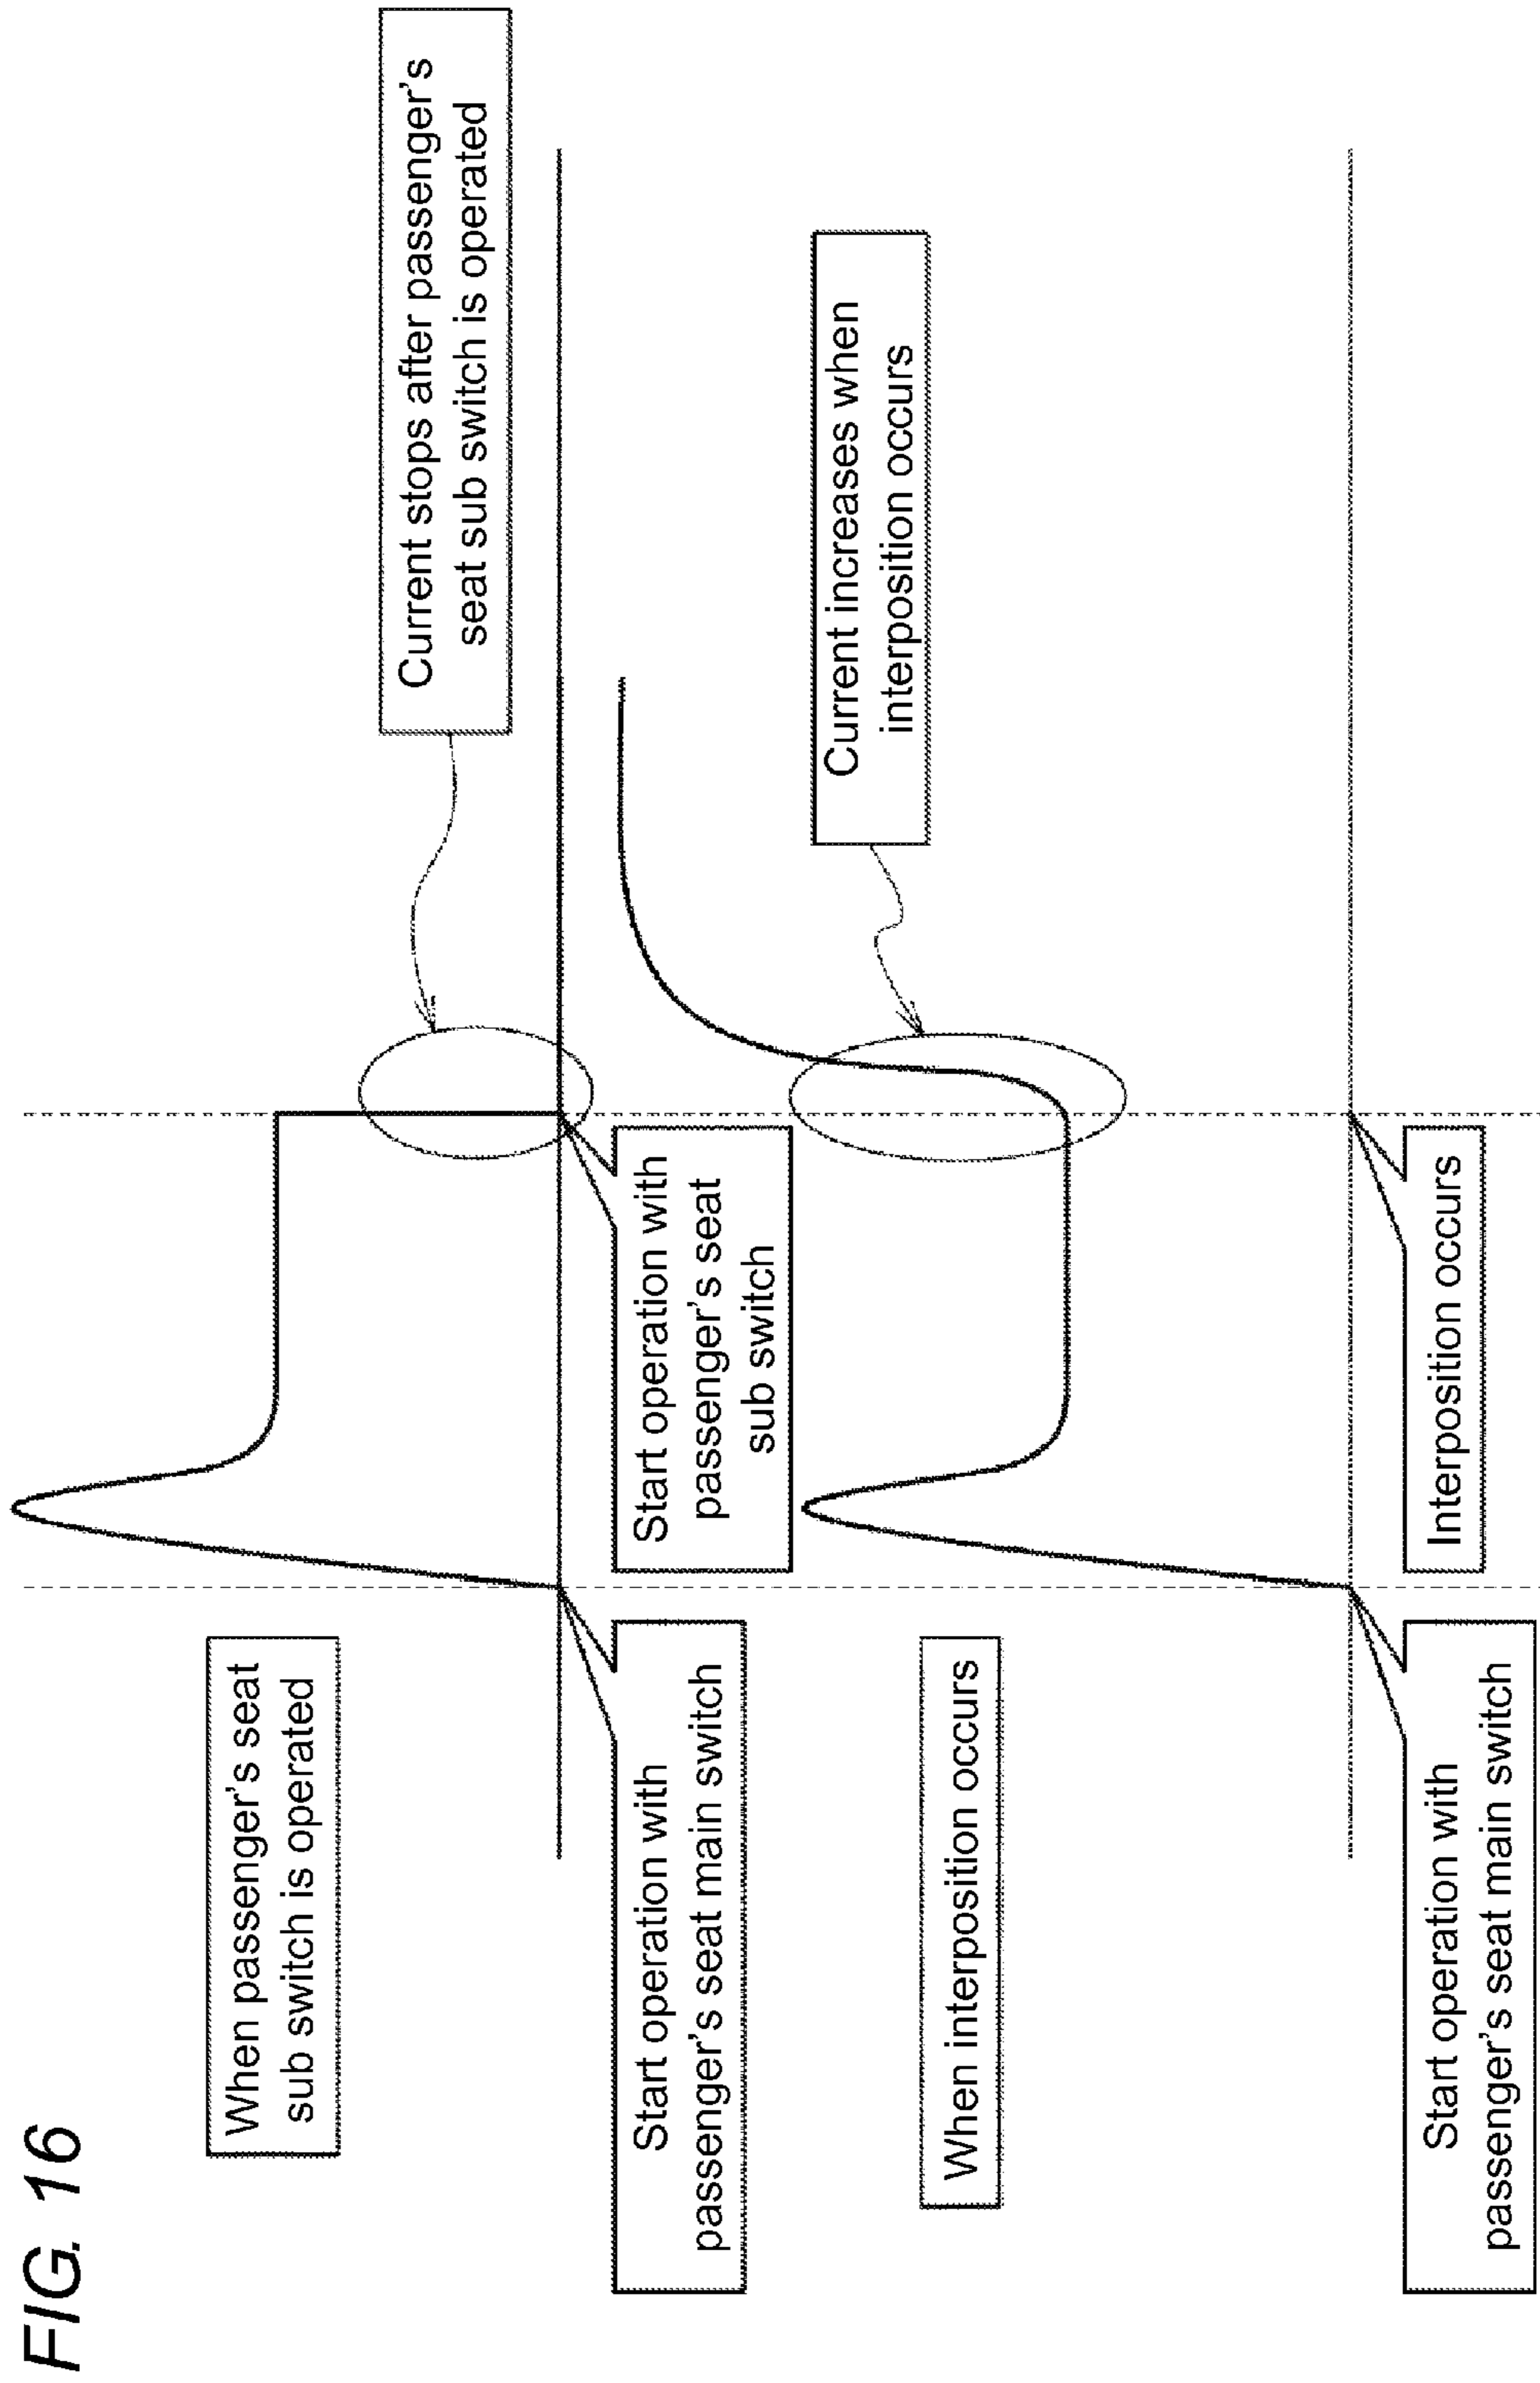 FIG. 16
When passenger's seat
sub switch is operated
Current stops after passenger's
seat sub switch is operated
Start operation with
passenger's seat main switch
Start operation with
passenger's seat
sub switch
When interposition occurs
Current increases when
interposition occurs
Start operation with
passenger's seat main switch
Interposition occurs